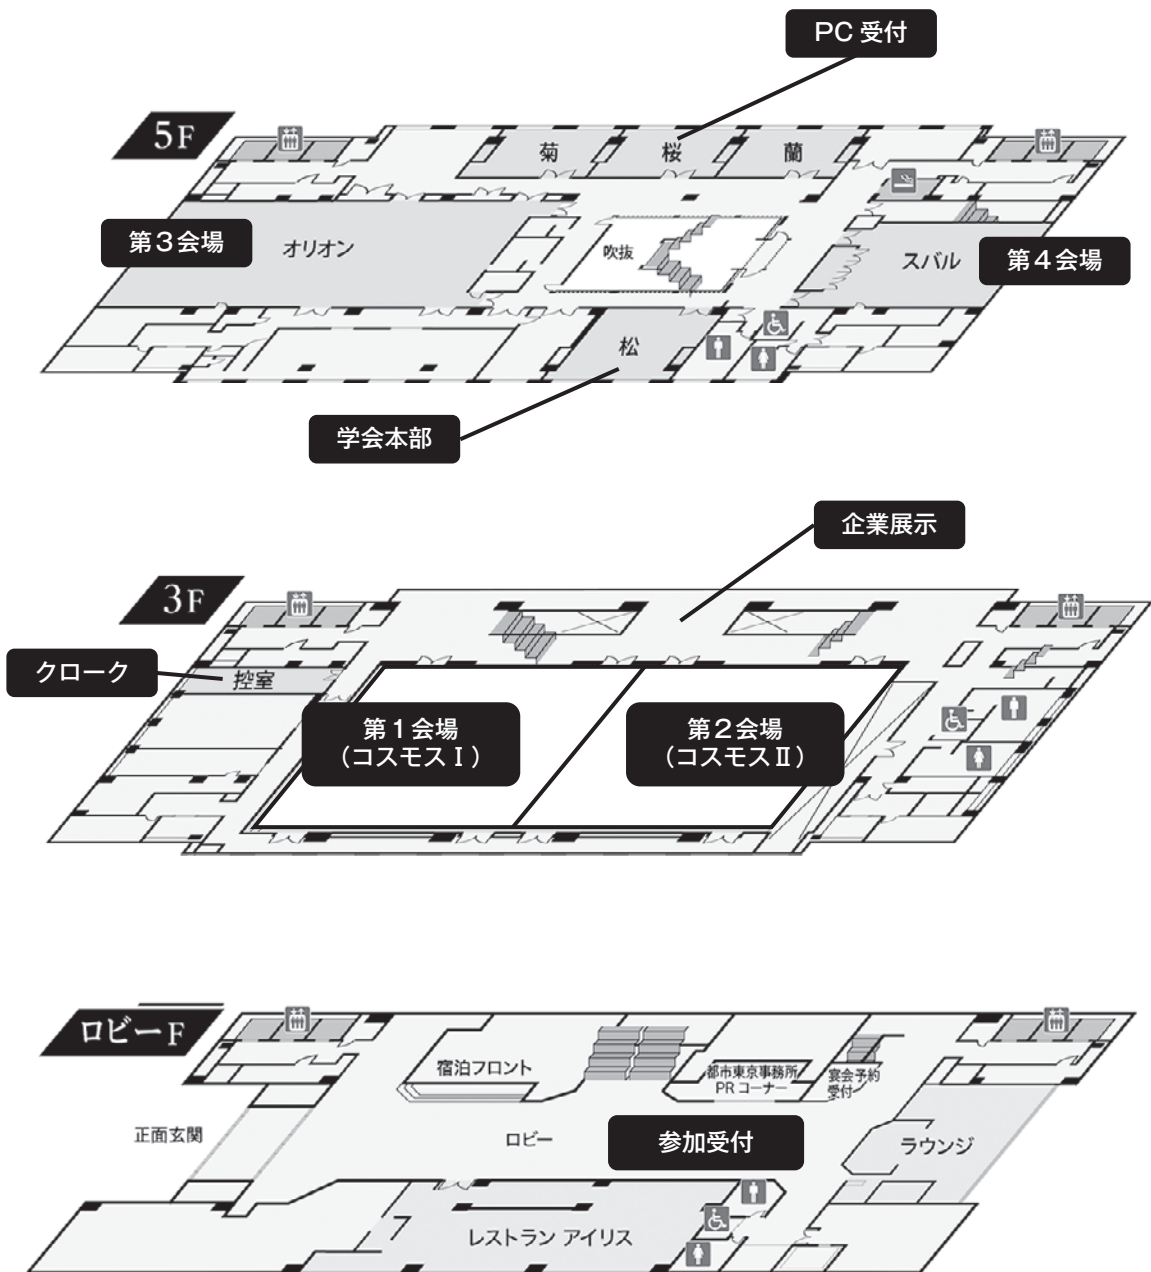 PC 受付
5F
菊
桜
蘭
第3会場
オリオン
吹抜
スバル
第4会場
松
学会本部
企業展示
3F
クローク
控室
第1会場
（コスモスⅠ）
第2会場
（コスモスⅡ）
ロビーF
宿泊フロント
都市東京事務所
PRコーナー
宴会予約
受付
正面玄関
ロビー
参加受付
ラウンジ
レストラン アイリス